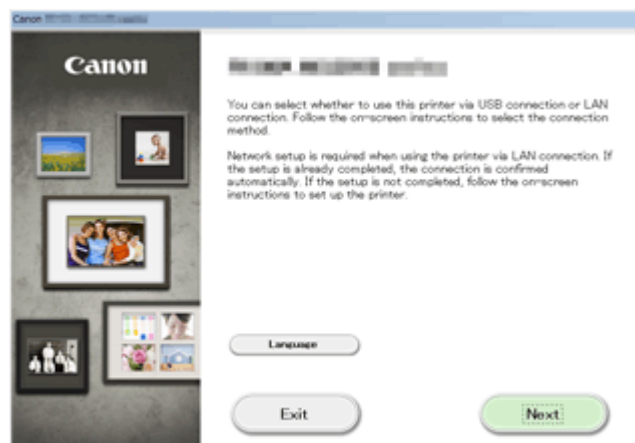 Canon
Canon
You can select whether to use this printer via USB connection or LAN
connection. Follow the on-screen instructions to select the connection
method.
Network setup is required when using the printer via LAN connection. If
the setup is already completed, the connection is confirmed
automatically. If the setup is not completed, follow the on-screen
instructions to set up the printer.
Language
Exit
Next